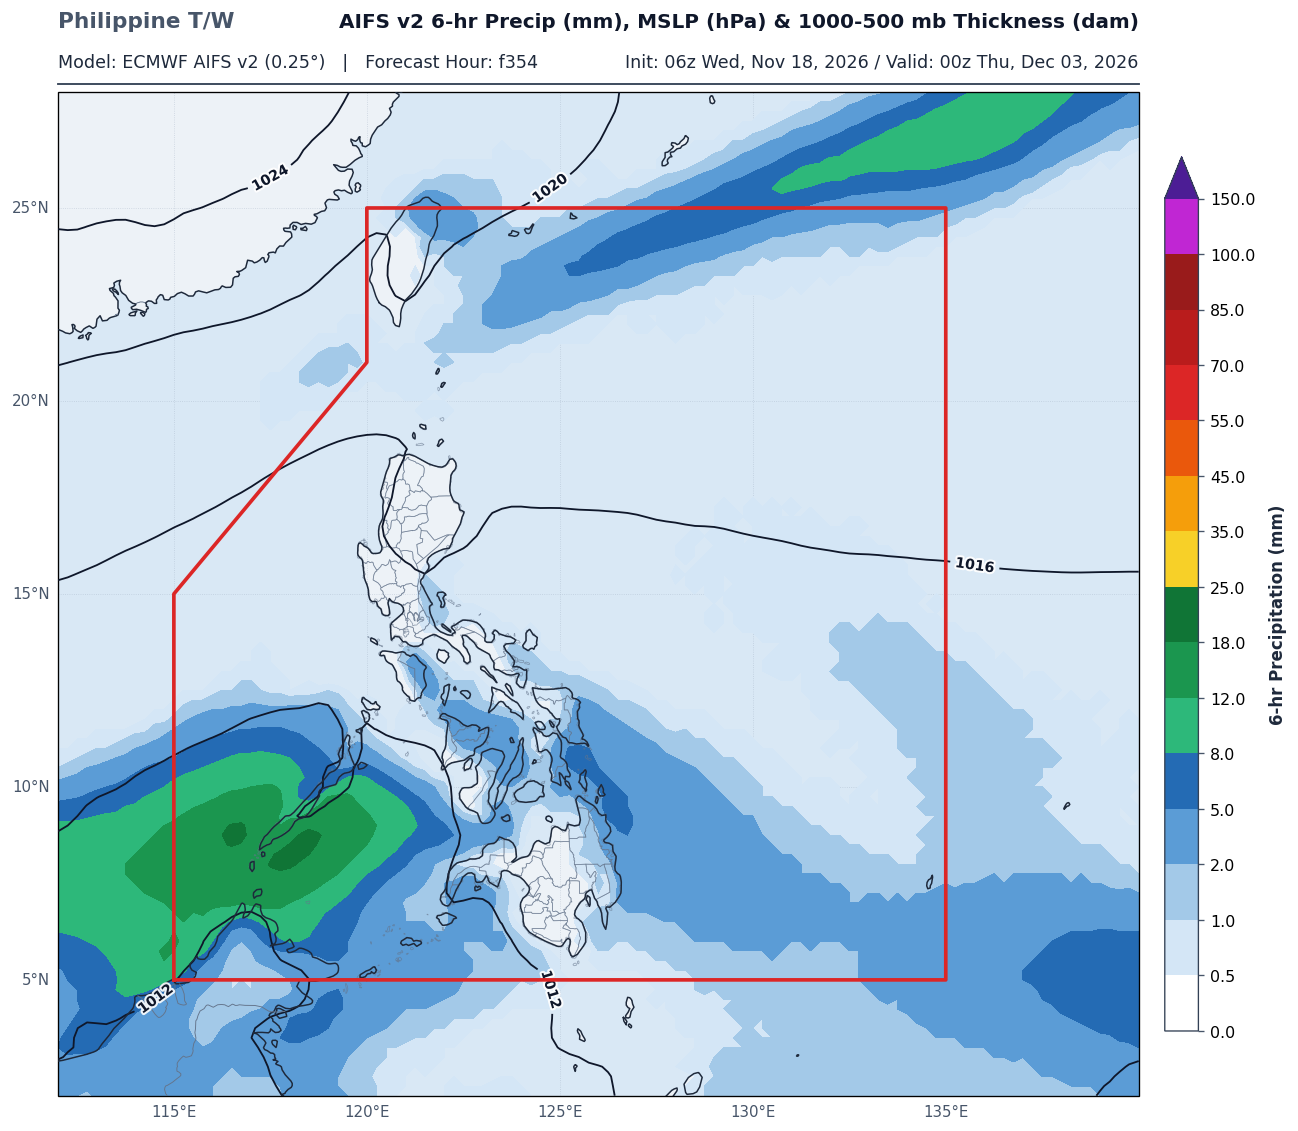 Philippine T/W
AIFS v2 6-hr Precip (mm), MSLP (hPa) & 1000-500 mb Thickness (dam)
Model: ECMWF AIFS v2 (0.25°)   |   Forecast Hour: f354
Init: 06z Wed, Nov 18, 2026 / Valid: 00z Thu, Dec 03, 2026
1024
1020
1016
1012
1012
25°N
20°N
15°N
10°N
5°N
115°E
120°E
125°E
130°E
135°E
150.0
100.0
85.0
70.0
55.0
45.0
35.0
25.0
18.0
12.0
8.0
5.0
2.0
1.0
0.5
0.0
6-hr Precipitation (mm)